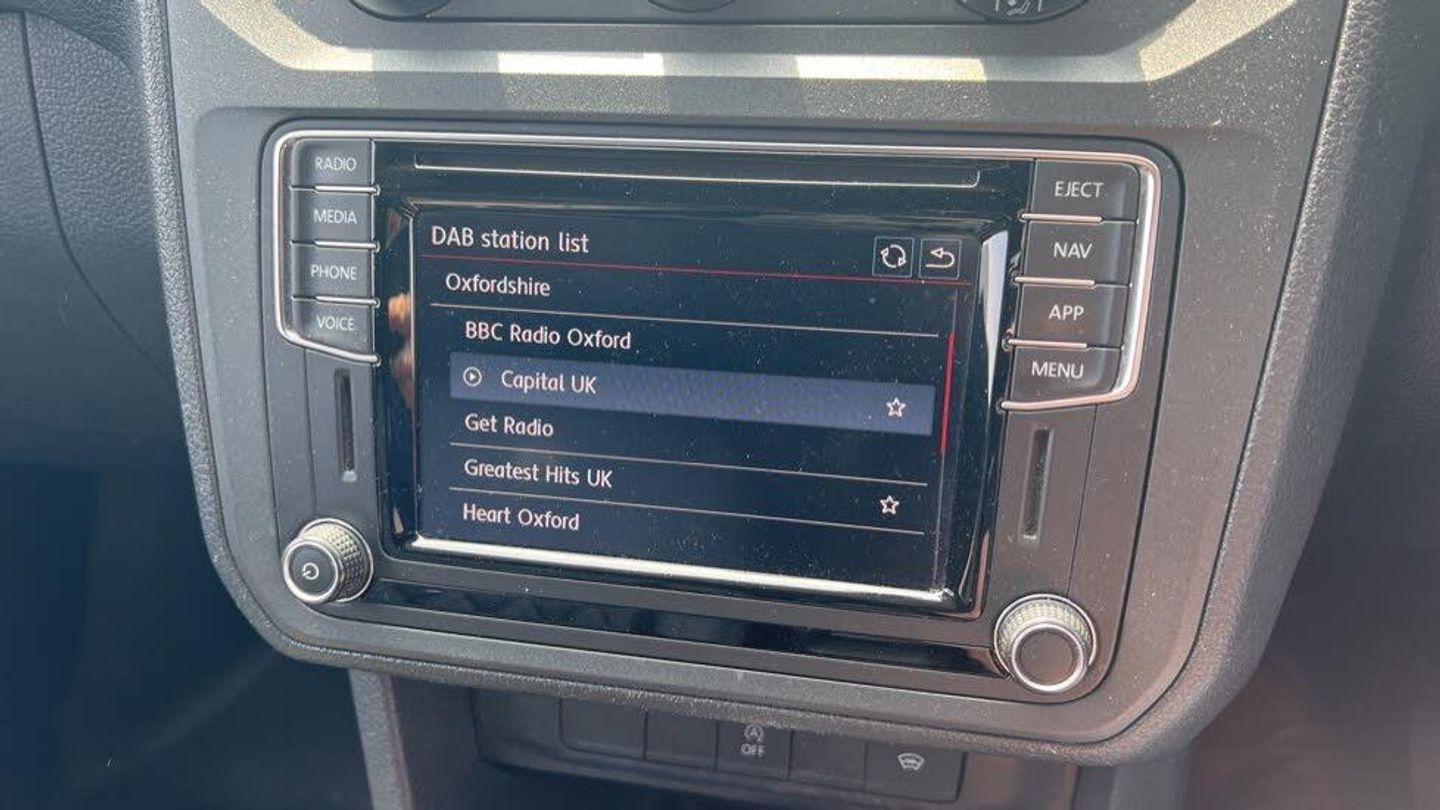 RADIO
MEDIA
PHONE
VOICE
DAB station list
Oxfordshire
BBC Radio Oxford
Capital UK
Get Radio
Greatest Hits UK
Heart Oxford
EJECT
NAV
APP
MENU
A
OFF